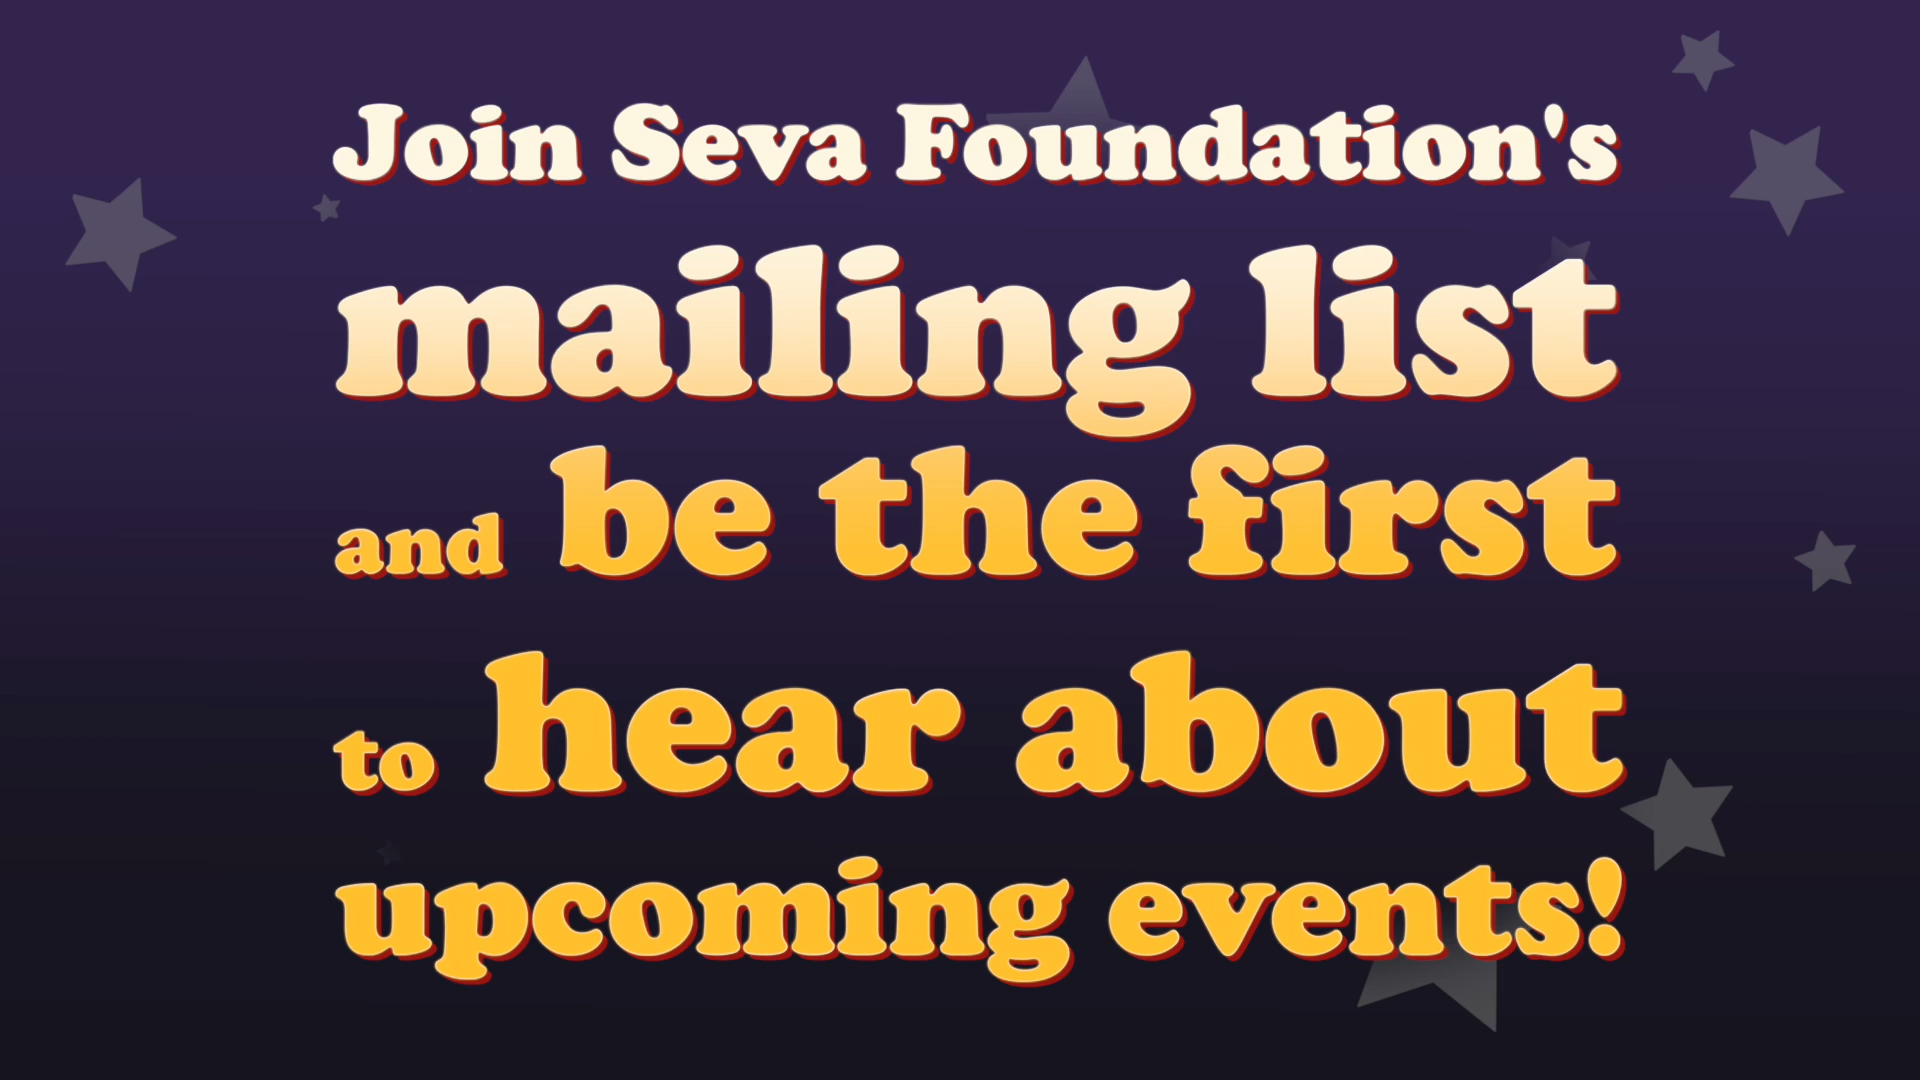 Join Seva Foundation's
mailing list
and be the first
to hear about
upcoming events!